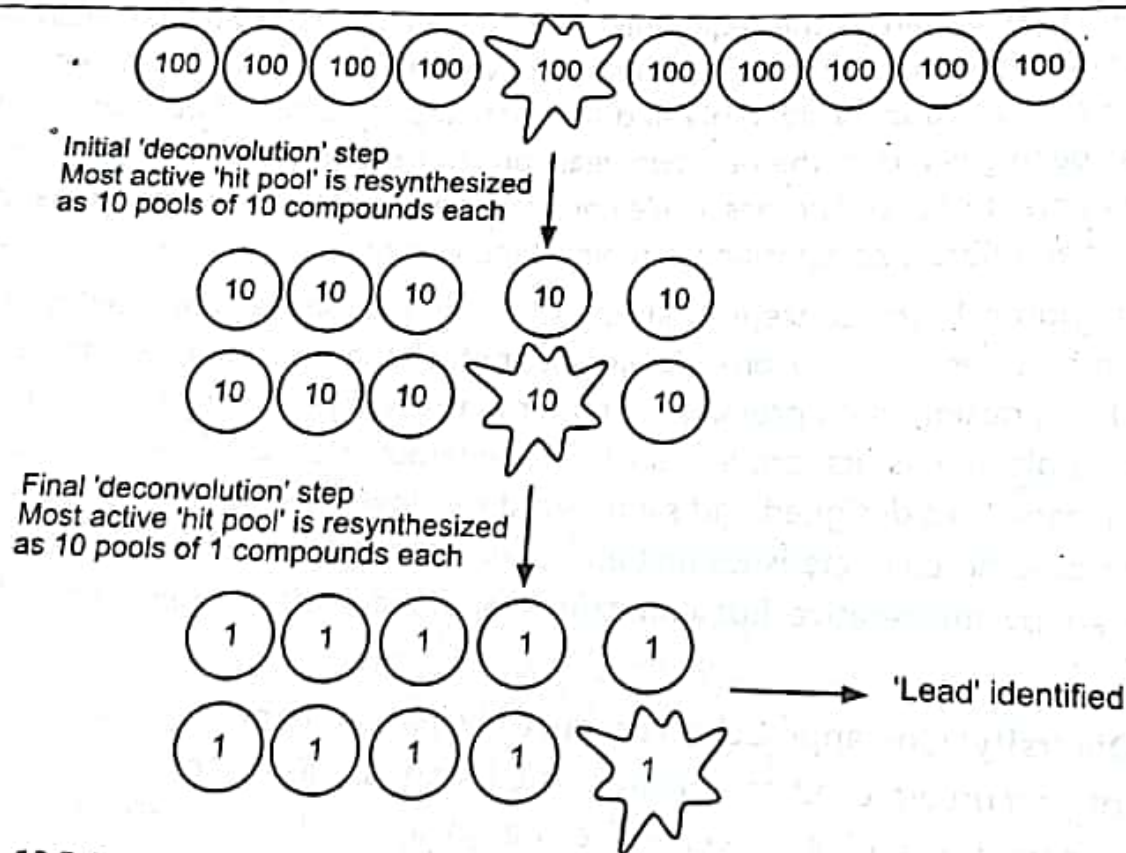 100 100 100 100 100 100 100 100 100 100
Initial 'deconvolution' step
Most active 'hit pool' is resynthesized
as 10 pools of 10 compounds each
10 10 10 10 10
10 10 10 10 10
Final 'deconvolution' step
Most active 'hit pool' is resynthesized
as 10 pools of 1 compounds each
1 1 1 1 1
'Lead' identified
1 1 1 1 1